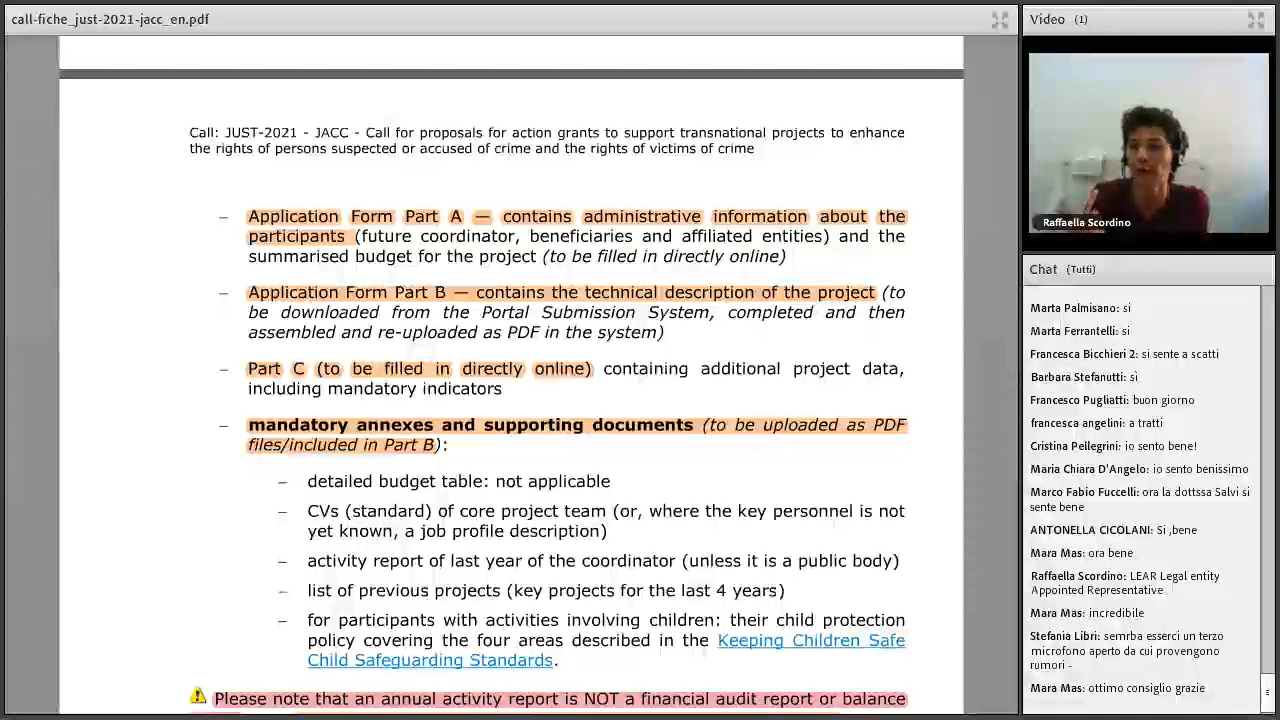 call-fiche_just-2021-jacc_en.pdf
Call: JUST-2021 - JACC - Call for proposals for action grants to support transnational projects to enhance
the rights of persons suspected or accused of crime and the rights of victims of crime
– Application Form Part A — contains administrative information about the
participants (future coordinator, beneficiaries and affiliated entities) and the
summarised budget for the project (to be filled in directly online)
– Application Form Part B — contains the technical description of the project (to
be downloaded from the Portal Submission System, completed and then
assembled and re-uploaded as PDF in the system)
– Part C (to be filled in directly online) containing additional project data,
including mandatory indicators
– mandatory annexes and supporting documents (to be uploaded as PDF
files/included in Part B):
– detailed budget table: not applicable
– CVs (standard) of core project team (or, where the key personnel is not
yet known, a job profile description)
– activity report of last year of the coordinator (unless it is a public body)
– list of previous projects (key projects for the last 4 years)
– for participants with activities involving children: their child protection
policy covering the four areas described in the Keeping Children Safe
Child Safeguarding Standards.
Please note that an annual activity report is NOT a financial audit report or balance
Video (1)
Raffaella Scordino
Chat (Tutti)
Marta Palmisano: si
Marta Ferrantelli: si
Francesca Bicchieri 2: si sente a scatti
Barbara Stefanutti: sì
Francesco Pugliatti: buon giorno
francesca angelini: a tratti
Cristina Pellegrini: io sento bene!
Maria Chiara D'Angelo: io sento benissimo
Marco Fabio Fuccelli: ora la dottssa Salvi si
sente bene
ANTONELLA CICOLANI: Si ,bene
Mara Mas: ora bene
Raffaella Scordino: LEAR Legal entity
Appointed Representative
Mara Mas: incredibile
Stefania Libri: semrba esserci un terzo
microfono aperto da cui provengono
rumori -
Mara Mas: ottimo consiglio grazie